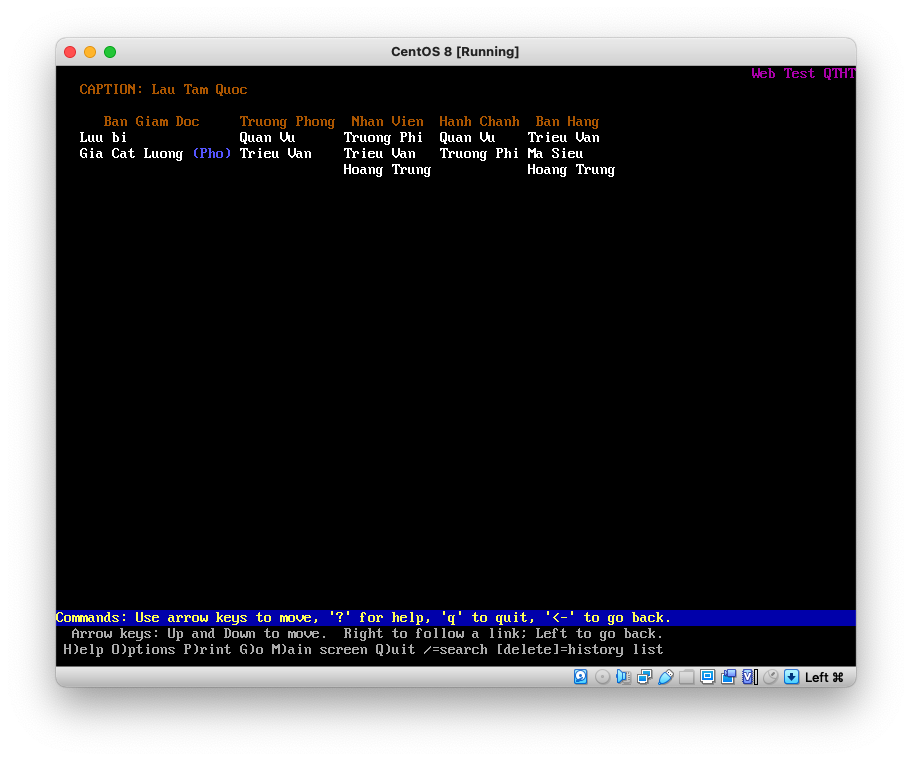 CentOS 8 [Running]
Web Test QTHT
CAPTION: Lau Tam Quoc
Ban Giam Doc Truong Phong Nhan Vien Hanh Chanh Ban Hang
Luu bi Quan Vu Truong Phi Quan Vu Trieu Van
Gia Cat Luong (Pho) Trieu Van Trieu Van Truong Phi Ma Sieu
Hoang Trung Hoang Trung
Commands: Use arrow keys to move, '?' for help, 'q' to quit, '<-' to go back.
Arrow keys: Up and Down to move. Right to follow a link; Left to go back.
H)elp O)ptions P)rint G)o M)ain screen Q)uit /=search [delete]=history list
Left ⌘